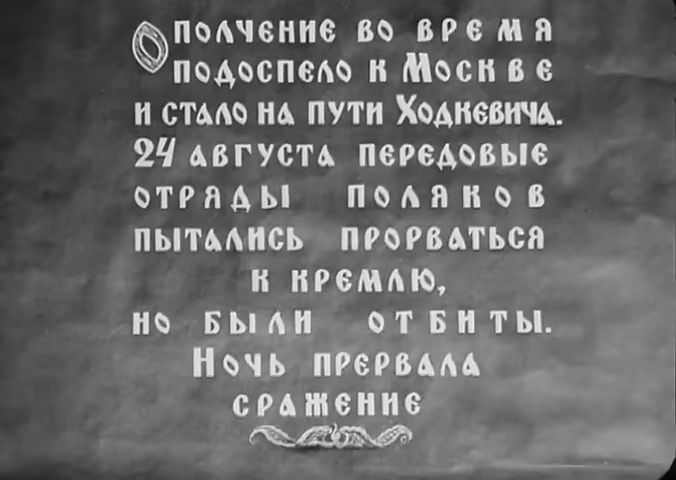 Ополчение во время
подоспело к Москве
и стало на пути Ходкевича.
24 августа передовые
отряды поляков
пытались прорваться
к кремлю,
но были отбиты.
Ночь прервала
сражение